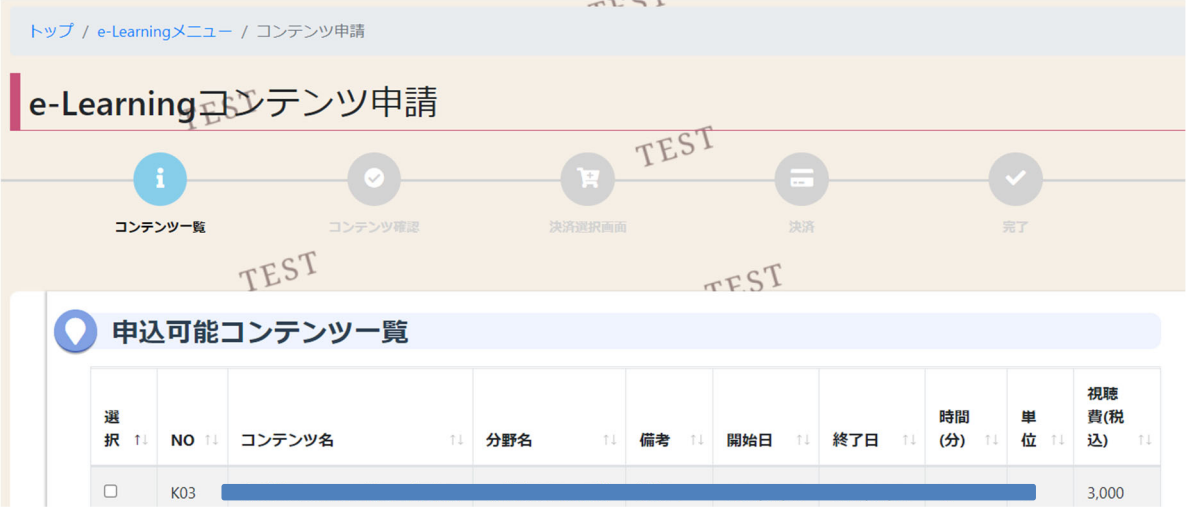 TEST
トップ / e-Learningメニュー / コンテンツ申請
e-Learningコンテンツ申請
TEST
TEST
コンテンツ一覧 コンテンツ確認 決済選択画面 決済 完了
TEST
TEST
申込可能コンテンツ一覧
選択 NO コンテンツ名 分野名 備考 開始日 終了日 時間(分) 単位 視聴費(税込)
K03 3,000